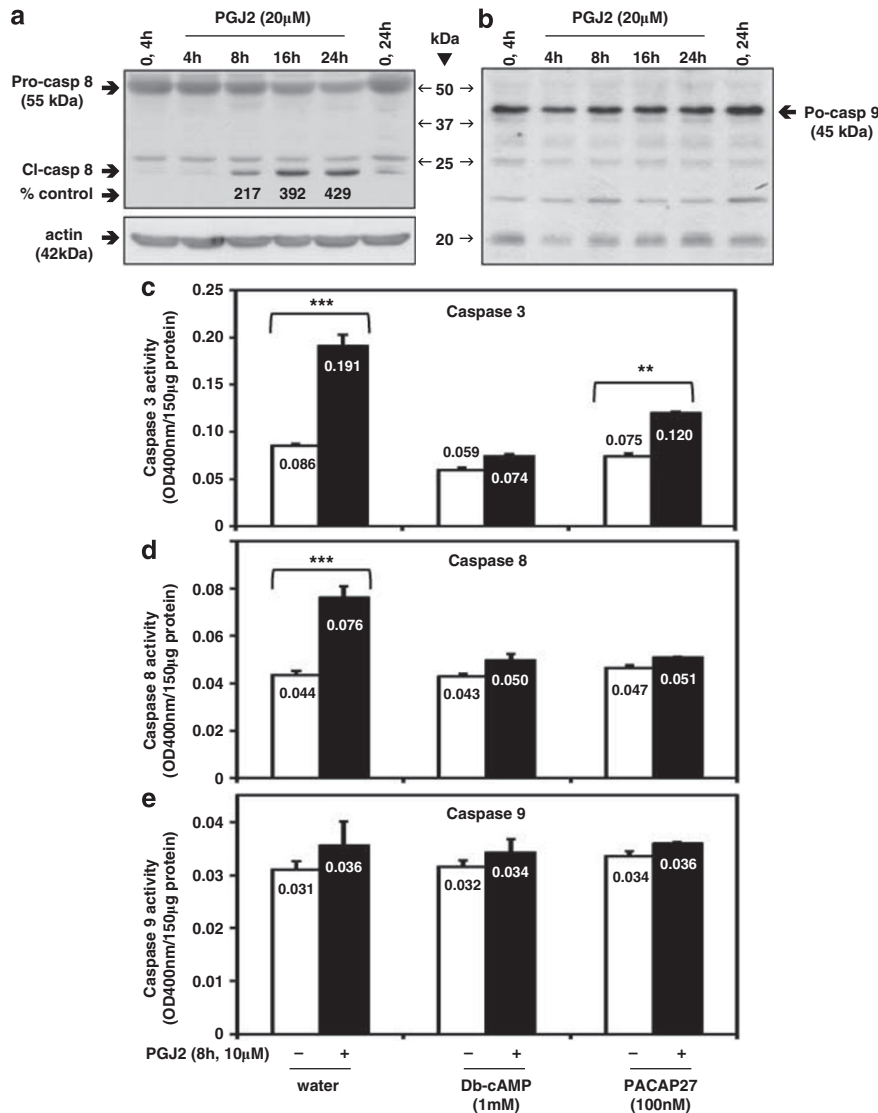 a
PGJ2 (20µM)
0, 4h
4h
8h
16h
24h
0, 24h
kDa
b
PGJ2 (20µM)
0, 4h
4h
8h
16h
24h
0, 24h
Pro-casp 8
(55 kDa)
Cl-casp 8
% control
217 392 429
actin
(42kDa)
← 50 →
← 37 →
← 25 →
20 →
Po-casp 9
(45 kDa)
c
Caspase 3 activity
(OD400nm/150µg protein)
0.25
0.20
0.15
0.10
0.05
0
Caspase 3
***
**
0.086
0.191
0.059
0.074
0.075
0.120
d
Caspase 8 activity
(OD400nm/150µg protein)
0.08
0.06
0.04
0.02
0
Caspase 8
***
0.044
0.076
0.043
0.050
0.047
0.051
e
Caspase 9 activity
(OD400nm/150µg protein)
0.04
0.03
0.02
0.01
0
Caspase 9
0.031
0.036
0.032
0.034
0.034
0.036
PGJ2 (8h, 10µM) – + – + – +
water
Db-cAMP
(1mM)
PACAP27
(100nM)